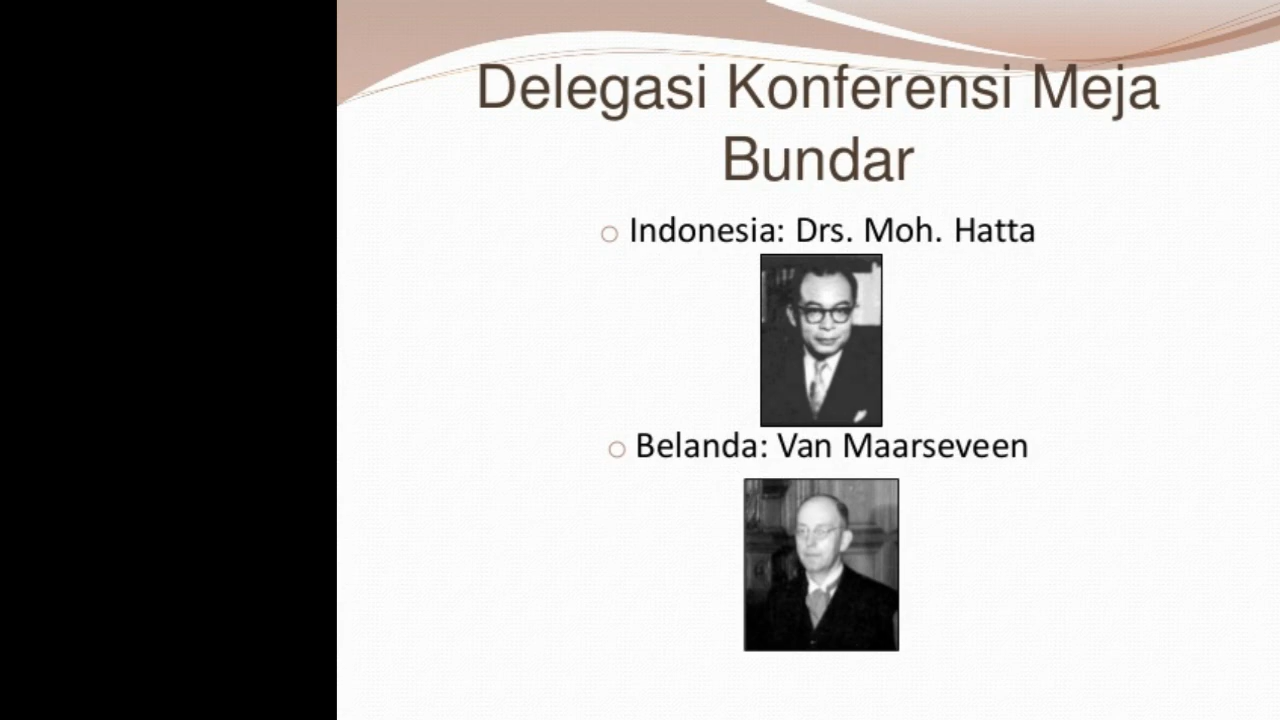 Delegasi Konferensi Meja
Bundar
Indonesia: Drs. Moh. Hatta
Belanda: Van Maarseveen